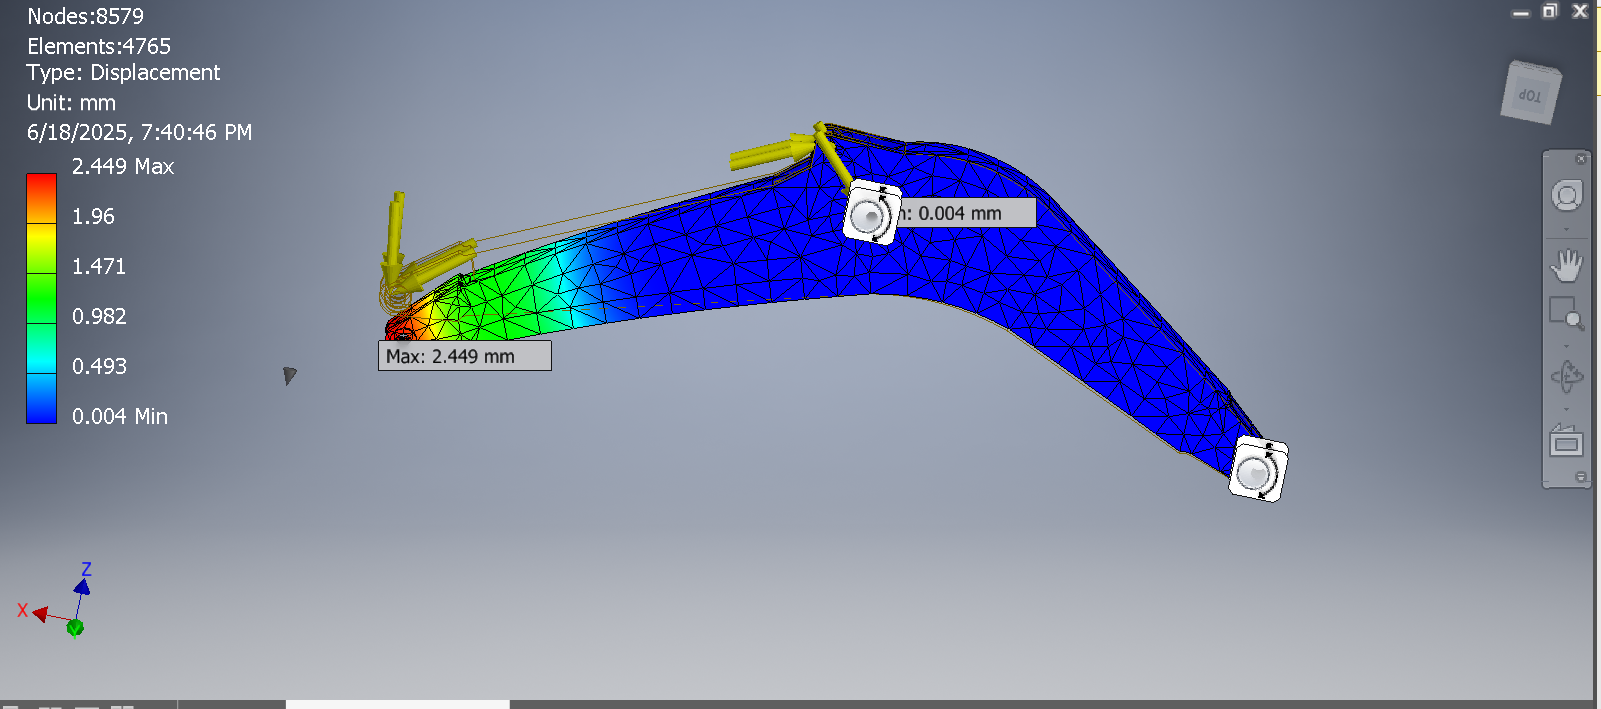 Nodes:8579
Elements:4765
Type: Displacement
Unit: mm
6/18/2025, 7:40:46 PM
2.449 Max
1.96
1.471
0.982
0.493
0.004 Min
TOP
: 0.004 mm
Max: 2.449 mm
Z
X
Y